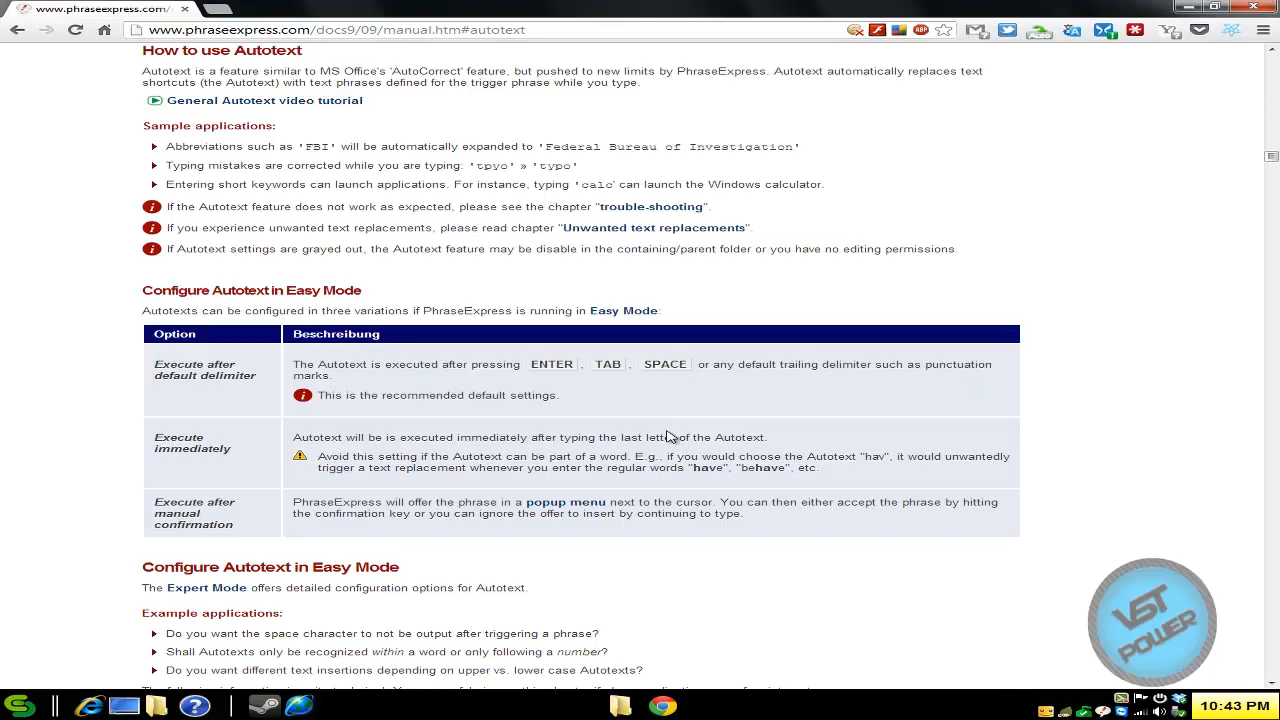 www.phraseexpress.com/do
www.phraseexpress.com/docs9/09/manual.htm#autotext
How to use Autotext
Autotext is a feature similar to MS Office's 'AutoCorrect' feature, but pushed to new limits by PhraseExpress. Autotext automatically replaces text
shortcuts (the Autotext) with text phrases defined for the trigger phrase while you type.
General Autotext video tutorial
Sample applications:
Abbreviations such as 'FBI' will be automatically expanded to 'Federal Bureau of Investigation'
Typing mistakes are corrected while you are typing: 'tpyo' » 'typo'
Entering short keywords can launch applications. For instance, typing 'calc' can launch the Windows calculator.
If the Autotext feature does not work as expected, please see the chapter "trouble-shooting".
If you experience unwanted text replacements, please read chapter "Unwanted text replacements".
If Autotext settings are grayed out, the Autotext feature may be disable in the containing/parent folder or you have no editing permissions.
Configure Autotext in Easy Mode
Autotexts can be configured in three variations if PhraseExpress is running in Easy Mode:
Option Beschreibung
Execute after
default delimiter
The Autotext is executed after pressing ENTER, TAB, SPACE or any default trailing delimiter such as punctuation
marks.
This is the recommended default settings.
Execute
immediately
Autotext will be is executed immediately after typing the last lett of the Autotext.
Avoid this setting if the Autotext can be part of a word. E.g., if you would choose the Autotext "hav", it would unwantedly
trigger a text replacement whenever you enter the regular words "have", "behave", etc.
Execute after
manual
confirmation
PhraseExpress will offer the phrase in a popup menu next to the cursor. You can then either accept the phrase by hitting
the confirmation key or you can ignore the offer to insert by continuing to type.
Configure Autotext in Easy Mode
The Expert Mode offers detailed configuration options for Autotext.
Example applications:
Do you want the space character to not be output after triggering a phrase?
Shall Autotexts only be recognized within a word or only following a number?
Do you want different text insertions depending on upper vs. lower case Autotexts?
VST
POWER
10:43 PM